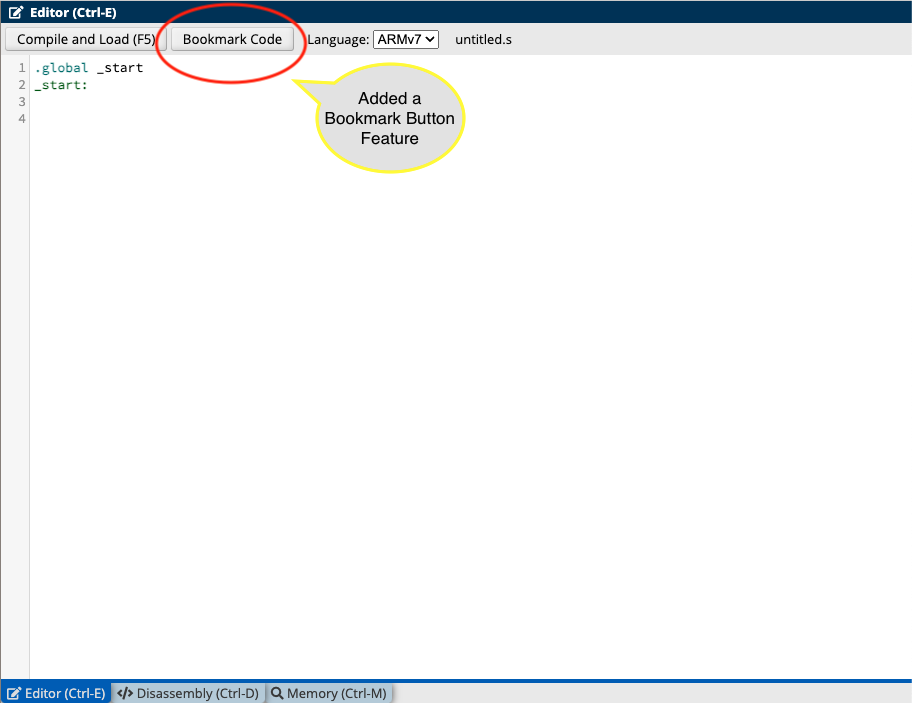 Editor (Ctrl-E)
Compile and Load (F5) Bookmark Code Language: ARMv7 untitled.s
1 .global _start
2 _start:
3
4
Added a
Bookmark Button
Feature
Editor (Ctrl-E) Disassembly (Ctrl-D) Memory (Ctrl-M)